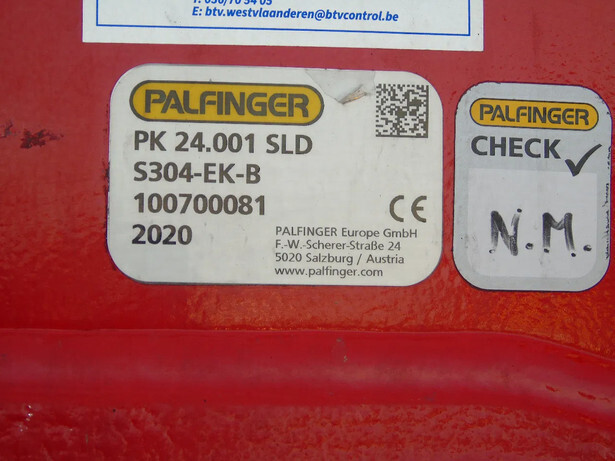 E: btv.westvlaanderen@btvcontrol.be
PALFINGER
PK 24.001 SLD
S304-EK-B
100700081
2020
PALFINGER Europe GmbH
F.-W.-Scherer-Straße 24
5020 Salzburg / Austria
www.palfinger.com
CE
PALFINGER
CHECK
N.M.